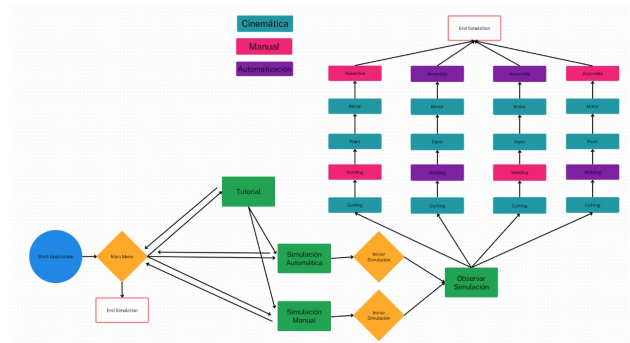 Cinemática
Manual
Automatización
End Simulation
Assemble
Assemble
Assemble
Assemble
Motor
Motor
Motor
Motor
Paint
Paint
Paint
Paint
Welding
Welding
Welding
Welding
Cutting
Cutting
Cutting
Cutting
Tutorial
Start Application
Main Menu
Simulación
Automática
Iniciar
Simulación
Observar
Simulación
End Simulation
Simulación
Manual
Iniciar
Simulación